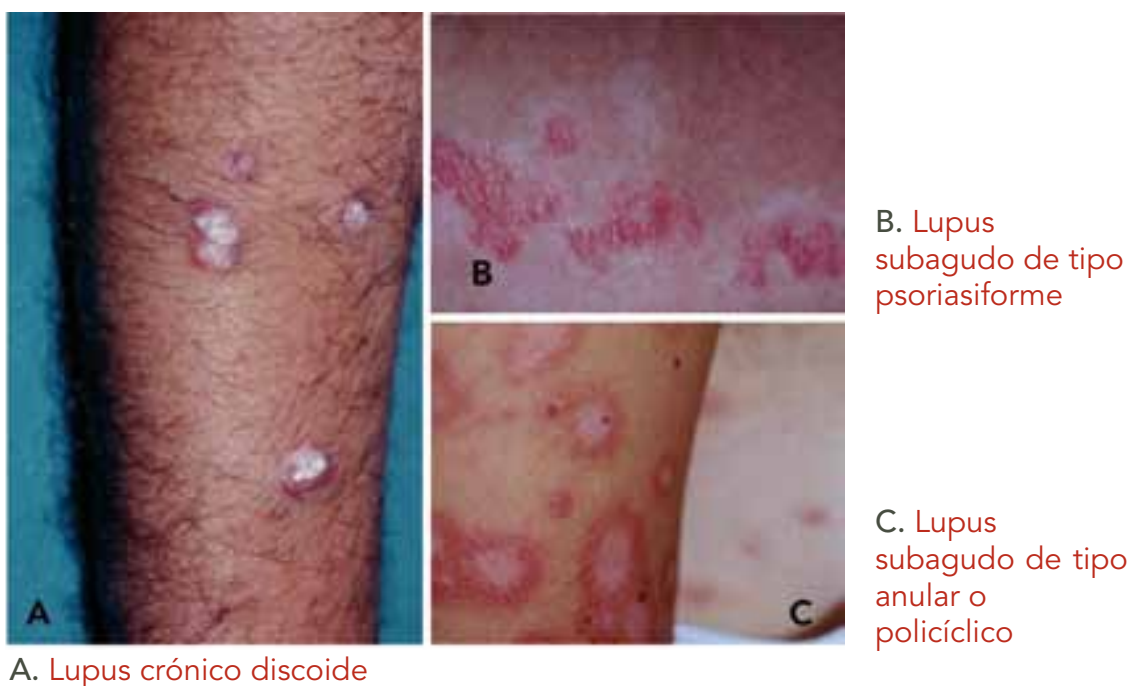 A
B
C
B. Lupus
subagudo de tipo
psoriasiforme
C. Lupus
subagudo de tipo
anular o
policíclico
A. Lupus crónico discoide